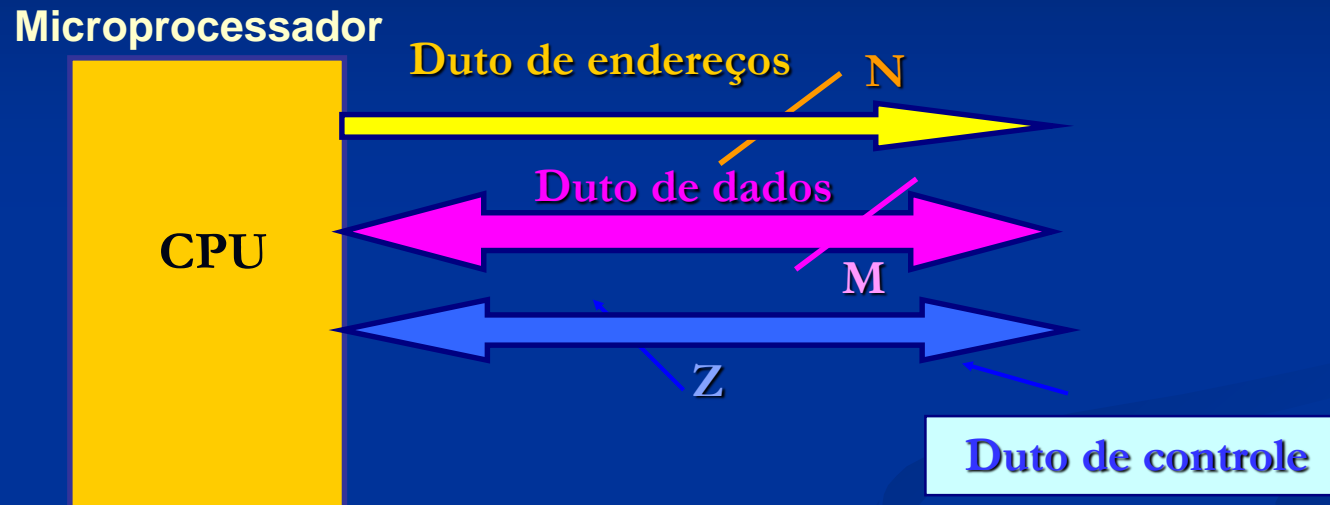 Microprocessador
Duto de endereços
N
Duto de dados
CPU
M
Z
Duto de controle